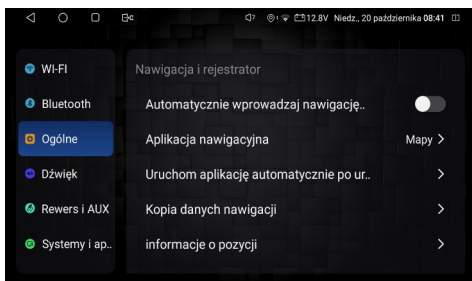 7 12.8V Niedz., 20 października 08:41
WI-FI
Nawigacja i rejestrator
Bluetooth
Automatycznie wprowadzaj nawigację..
Ogólne
Aplikacja nawigacyjna
Mapy
Dźwięk
Uruchom aplikację automatycznie po ur..
Rewers i AUX
Kopia danych nawigacji
Systemy i ap..
informacje o pozycji